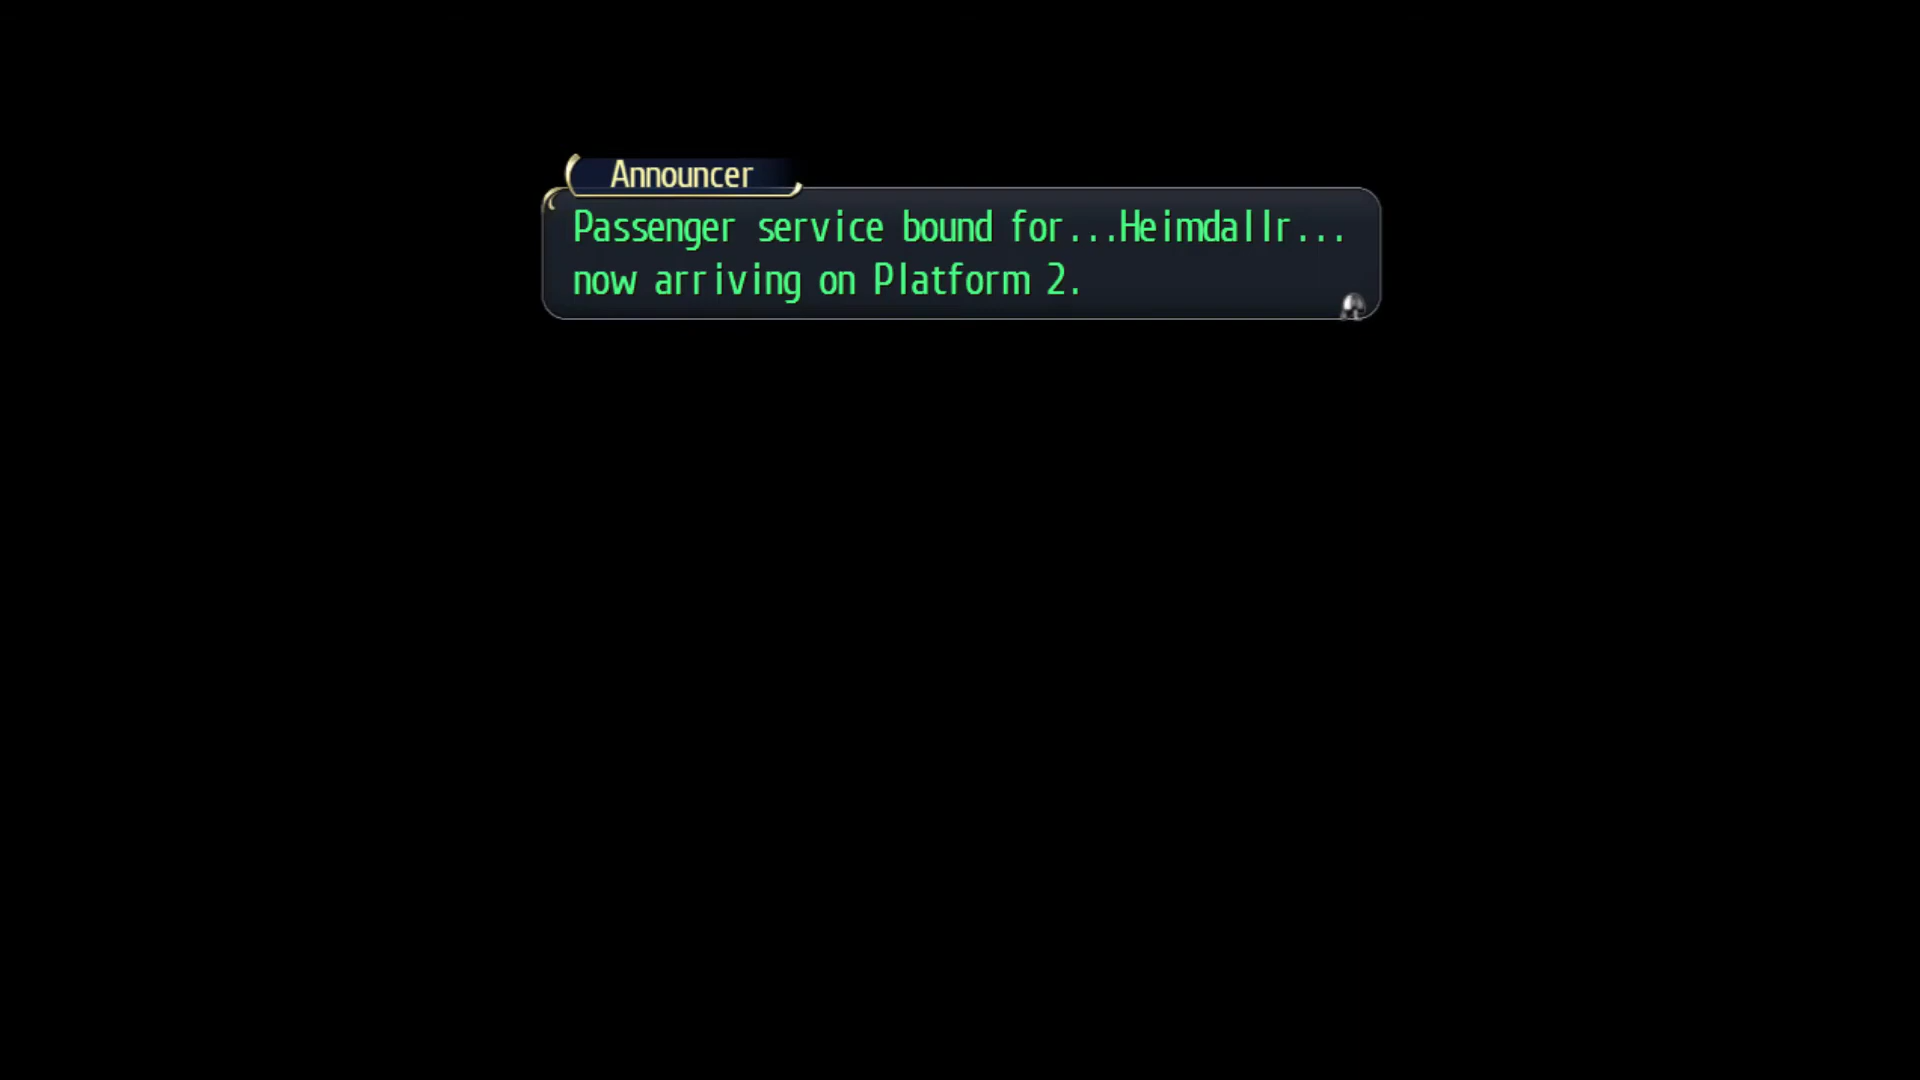 Announcer
Passenger service bound for...Heimdallr...
now arriving on Platform 2.